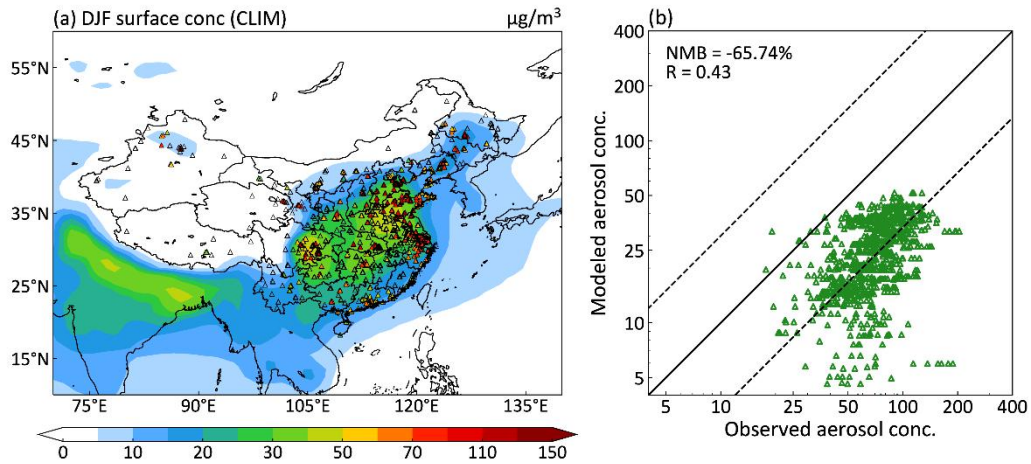 (a) DJF surface conc (CLIM)
μg/m³
55°N
45°N
35°N
25°N
15°N
75°E
90°E
105°E
120°E
135°E
0
5
10
20
30
50
60
70
110
150
(b)
NMB = -65.74%
R = 0.43
Modeled aerosol conc.
400
200
100
50
25
10
5
5
10
25
50
100
200
400
Observed aerosol conc.